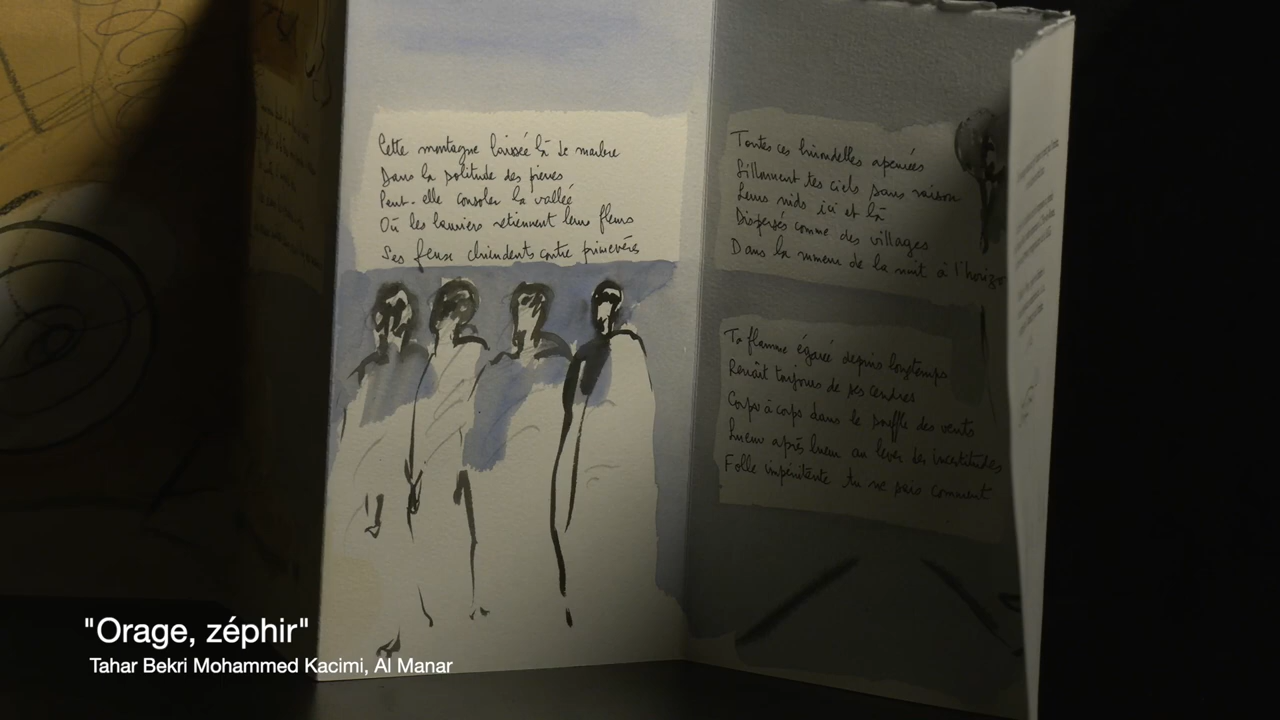 Cette montagne laissée là de marbre
Dans la solitude des pierres
Peut-elle consoler la vallée
Où les lauriers retiennent leurs fleurs
Ses feux chiendents contre primevères
Toutes ces hirondelles apeurées
Sillonnent tes ciels sans raison
Leurs nids ici et là
Dispersés comme des villages
Dans la rumeur de la nuit à l'horizon
Ta flamme égarée depuis longtemps
Renaît toujours de ses cendres
Corps à corps dans le souffle des vents
Lueur après lueur au lever des incertitudes
Folle impénitente tu ne sais comment
"Orage, zéphir"
Tahar Bekri Mohammed Kacimi, Al Manar